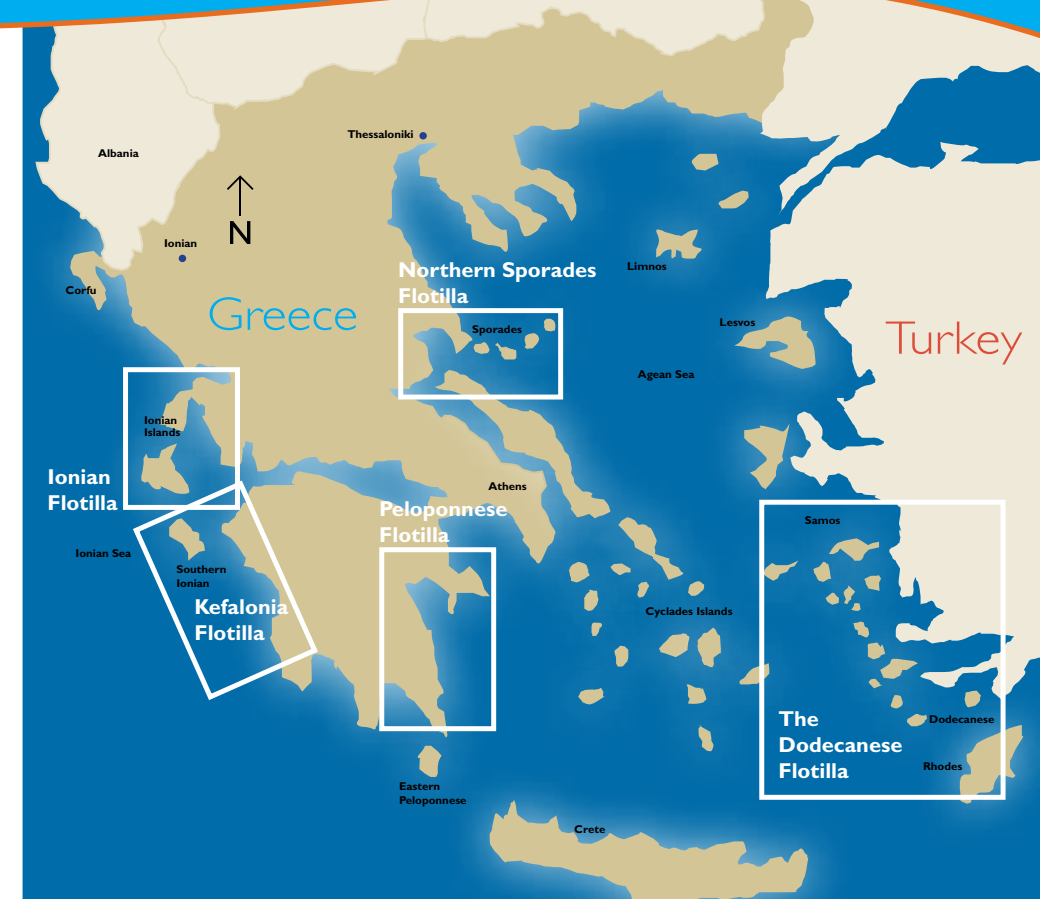 Thessaloniki
Albania
N
Ionian
Northern Sporades
Flotilla
Limnos
Corfu
Greece
Sporades
Lesvos
Turkey
Agean Sea
Ionian
Islands
Ionian
Flotilla
Athens
Peloponnese
Flotilla
Samos
Ionian Sea
Southern
Ionian
Kefalonia
Flotilla
Cyclades Islands
The
Dodecanese
Flotilla
Dodecanese
Rhodes
Eastern
Peloponnese
Crete